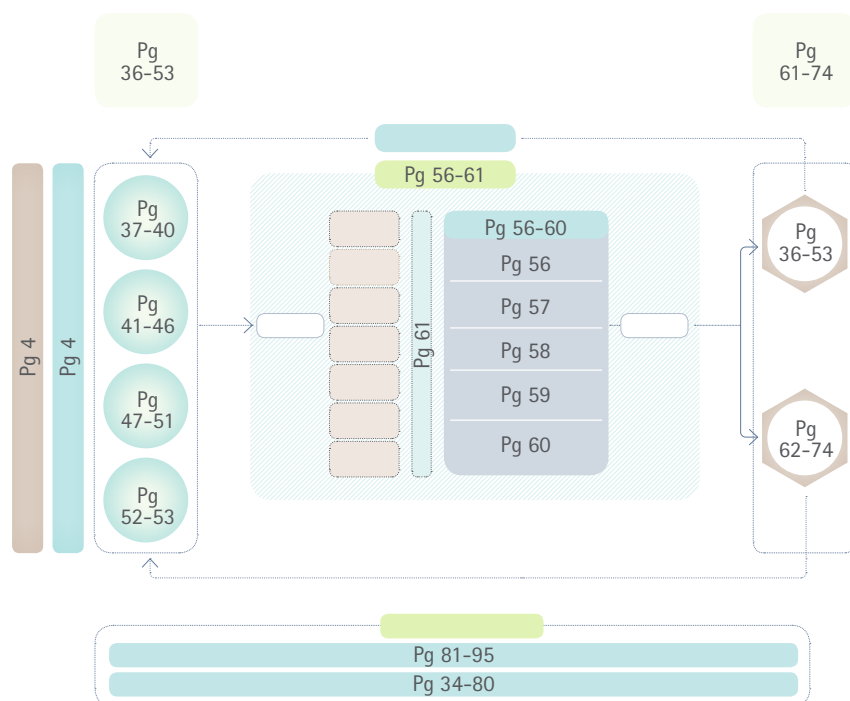 Pg
36-53
Pg
61-74
Pg 56-61
Pg 4
Pg 4
Pg
37-40
Pg
41-46
Pg
47-51
Pg
52-53
Pg 61
Pg 56-60
Pg 56
Pg 57
Pg 58
Pg 59
Pg 60
Pg
36-53
Pg
62-74
Pg 81-95
Pg 34-80